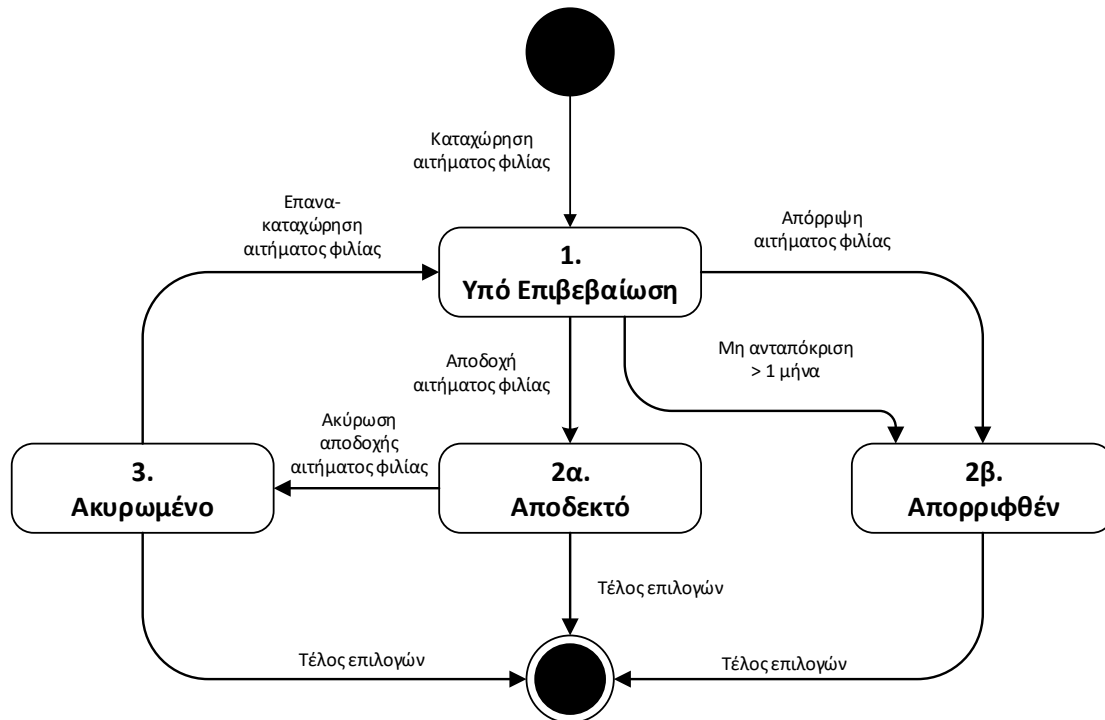 Καταχώρηση
αιτήματος φιλίας
Επανα-
καταχώρηση
αιτήματος φιλίας
Απόρριψη
αιτήματος φιλίας
1.
Υπό Επιβεβαίωση
Μη ανταπόκριση
> 1 μήνα
Αποδοχή
αιτήματος φιλίας
Ακύρωση
αποδοχής
αιτήματος φιλίας
3.
Ακυρωμένο
2α.
Αποδεκτό
2β.
Απορριφθέν
Τέλος επιλογών
Τέλος επιλογών
Τέλος επιλογών